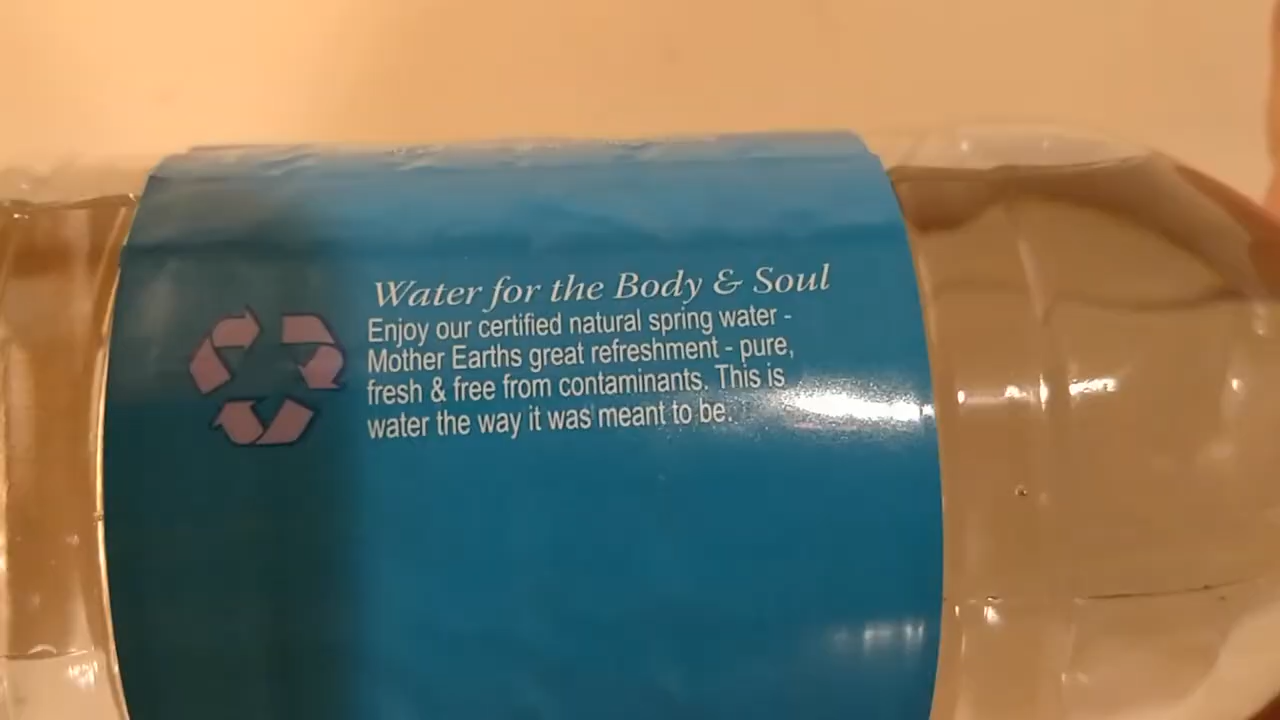 Water for the Body & Soul
Enjoy our certified natural spring water -
Mother Earths great refreshment - pure,
fresh & free from contaminants. This is
water the way it was meant to be.